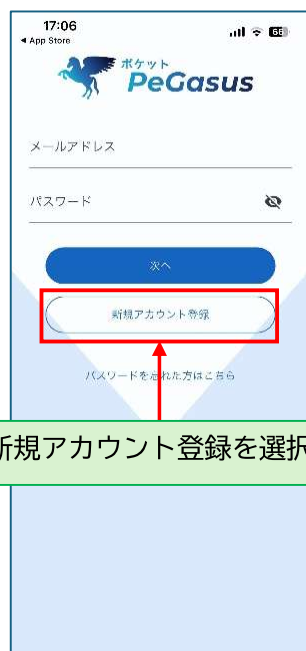 17:06
66
◀ App Store
ポケット
PeGasus
メールアドレス
パスワード
次へ
新規アカウント登録
パスワードを忘れた方はこちら
新規アカウント登録を選択